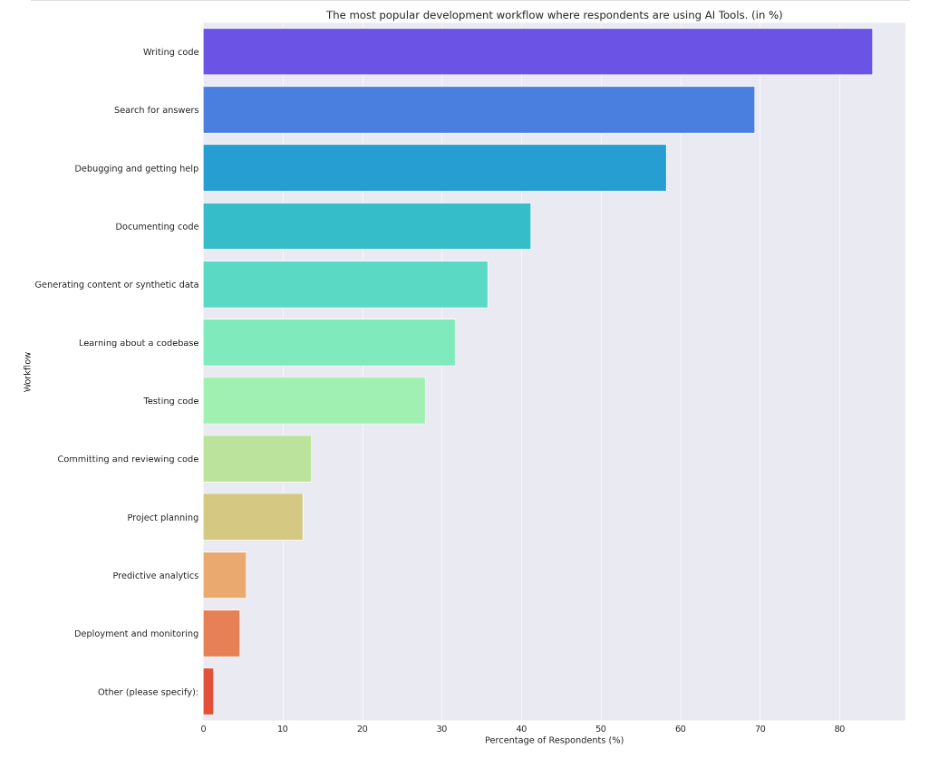 The most popular development workflow where respondents are using AI Tools. (in %)
Writing code
Search for answers
Debugging and getting help
Documenting code
Generating content or synthetic data
Learning about a codebase
Workflow
Testing code
Committing and reviewing code
Project planning
Predictive analytics
Deployment and monitoring
Other (please specify):
0 10 20 30 40 50 60 70 80
Percentage of Respondents (%)